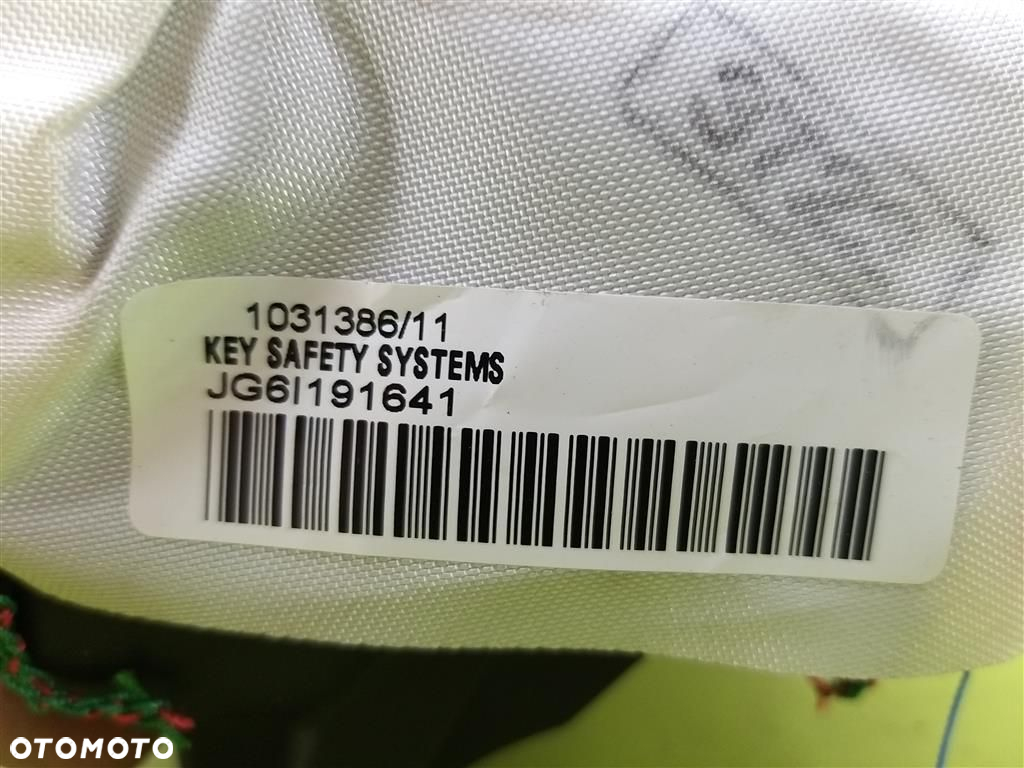 1031386/11
KEY SAFETY SYSTEMS
JG6I191641
OTOMOTO